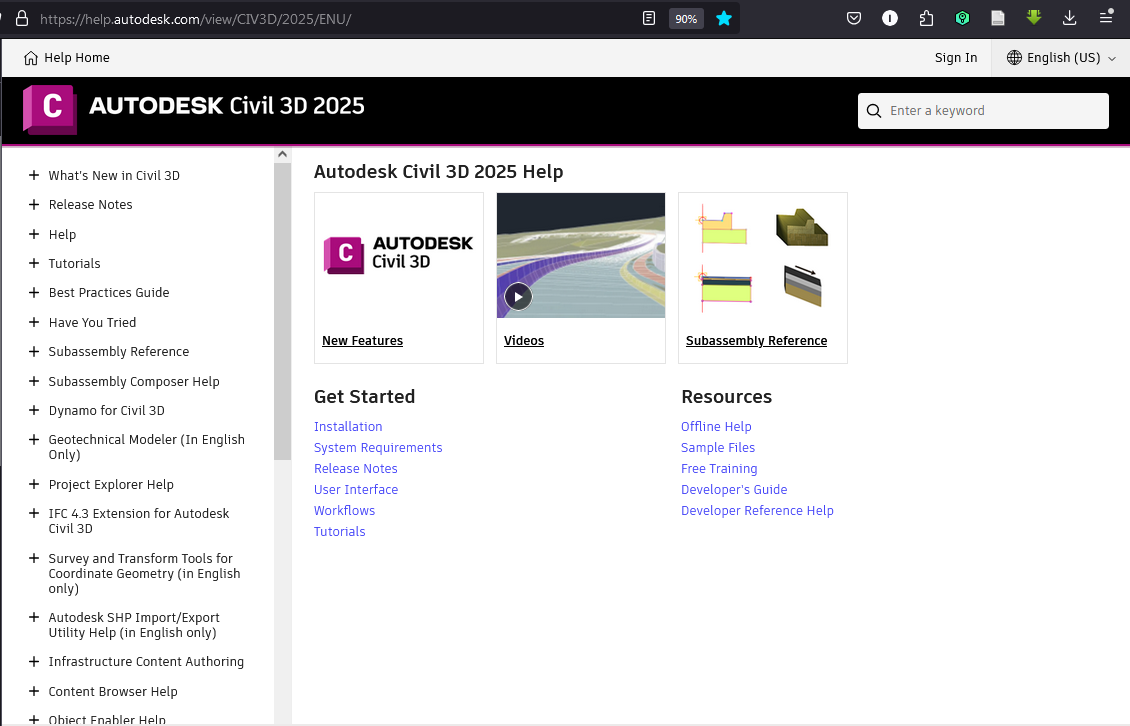 https://help.autodesk.com/view/CIV3D/2025/ENU/
90%
Help Home
Sign In
English (US)
C
AUTODESK Civil 3D 2025
Enter a keyword
What's New in Civil 3D
Release Notes
Help
Tutorials
Best Practices Guide
Have You Tried
Subassembly Reference
Subassembly Composer Help
Dynamo for Civil 3D
Geotechnical Modeler (In English
Only)
Project Explorer Help
IFC 4.3 Extension for Autodesk
Civil 3D
Survey and Transform Tools for
Coordinate Geometry (in English
only)
Autodesk SHP Import/Export
Utility Help (in English only)
Infrastructure Content Authoring
Content Browser Help
Object Enabler Help
Autodesk Civil 3D 2025 Help
C
AUTODESK
Civil 3D
New Features
Videos
Subassembly Reference
Get Started
Installation
System Requirements
Release Notes
User Interface
Workflows
Tutorials
Resources
Offline Help
Sample Files
Free Training
Developer's Guide
Developer Reference Help